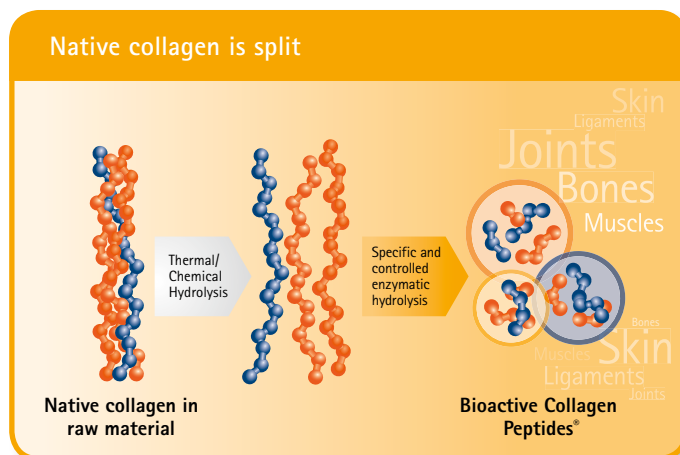 Native collagen is split
Skin
Ligaments
Joints
Bones
Muscles
Thermal/
Chemical
Hydrolysis
Specific and
controlled
enzymatic
hydrolysis
Bones
Muscles
Skin
Ligaments
Joints
Native collagen in
raw material
Bioactive Collagen
Peptides®